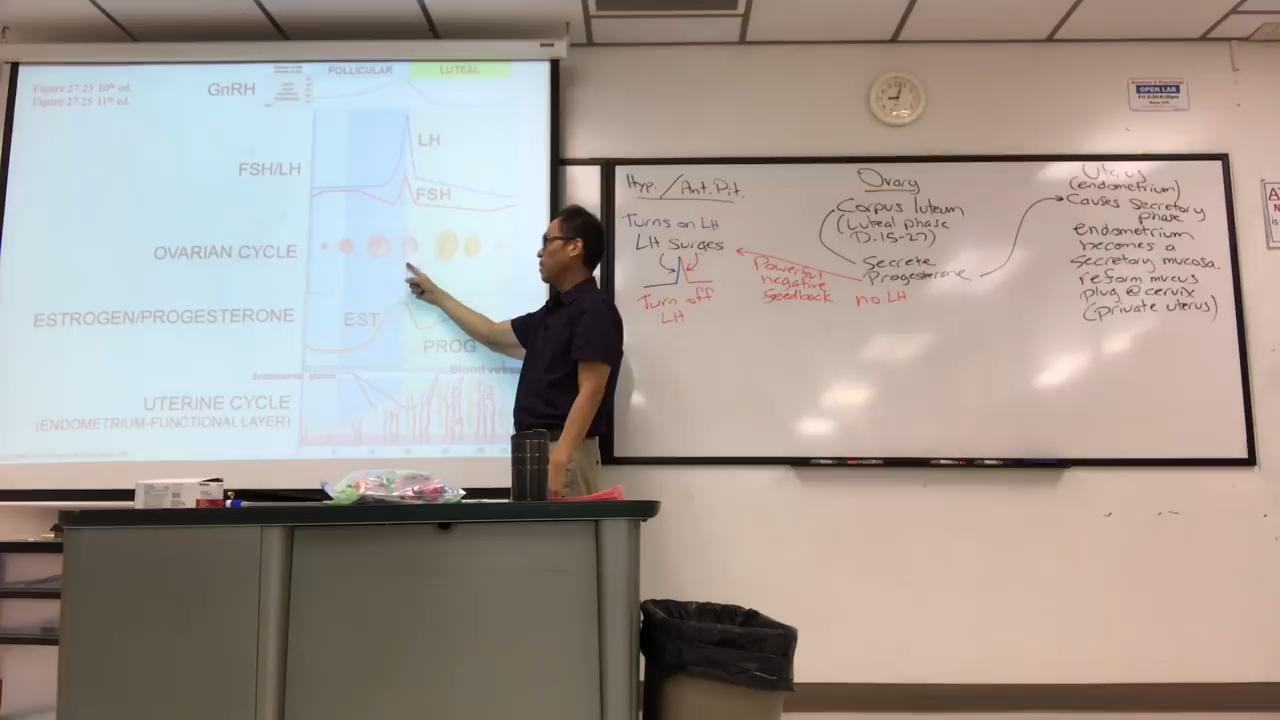 Figure 27.25 10th ed.
Figure 27.25 11th ed.
FOLLICULAR
LUTEAL
GnRH
LH
FSH/LH
FSH
OVARIAN CYCLE
ESTROGEN/PROGESTERONE
EST
PROG
Blood
UTERINE CYCLE
(ENDOMETRIUM-FUNCTIONAL LAYER)
Hyp. / Ant. Pit.
Turns on LH
LH Surges
Turn off
LH
Powerful
negative
feedback
no LH
Ovary
Corpus luteum
(Luteal phase
D.15-27)
Secrete
Progesterone
Uterus
(endometrium)
Causes Secretory
phase
endometrium
becomes a
secretory mucosa.
reform mucus
plug @ cervix
(private uterus)
OPEN LAB